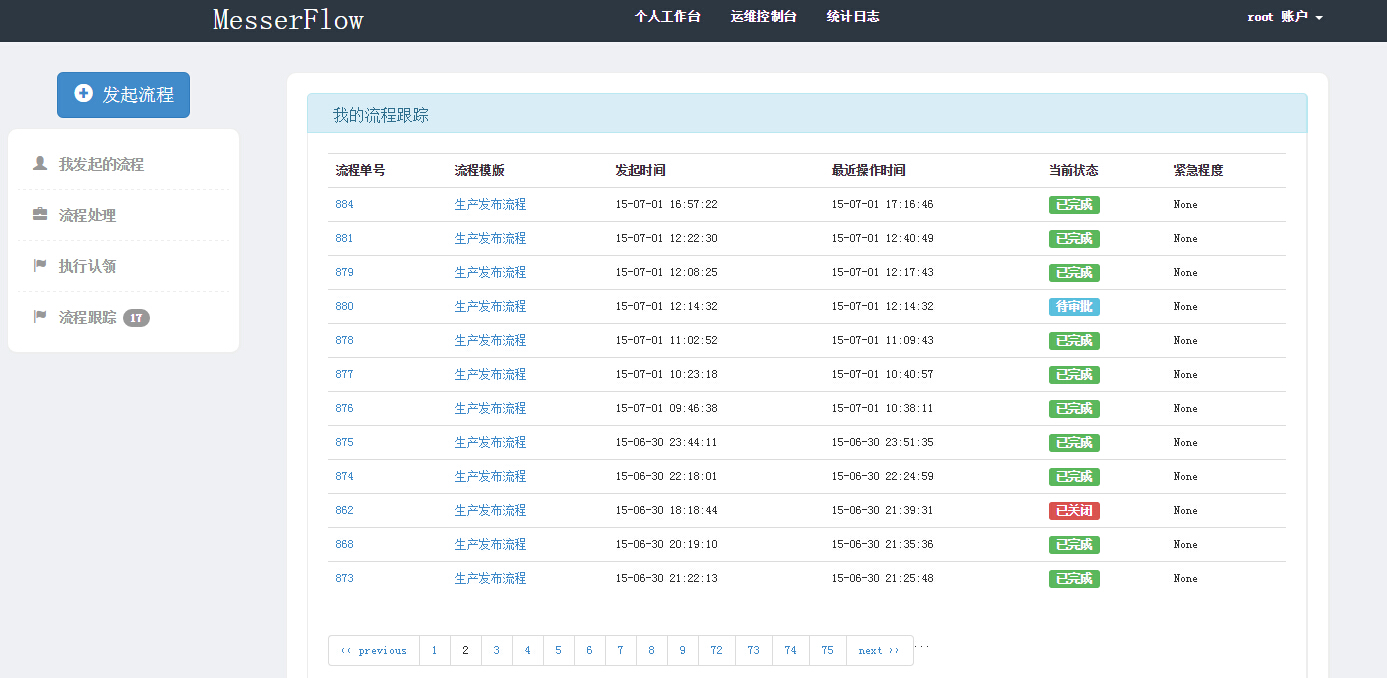 MesserFlow 个人工作台 运维控制台 统计日志 root 账户
发起流程
我发起的流程
流程处理
执行认领
流程跟踪 17
我的流程跟踪
流程单号 流程模版 发起时间 最近操作时间 当前状态 紧急程度
884 生产发布流程 15-07-01 16:57:22 15-07-01 17:16:46 已完成 None
881 生产发布流程 15-07-01 12:22:30 15-07-01 12:40:49 已完成 None
879 生产发布流程 15-07-01 12:08:25 15-07-01 12:17:43 已完成 None
880 生产发布流程 15-07-01 12:14:32 15-07-01 12:14:32 待审批 None
878 生产发布流程 15-07-01 11:02:52 15-07-01 11:09:43 已完成 None
877 生产发布流程 15-07-01 10:23:18 15-07-01 10:40:57 已完成 None
876 生产发布流程 15-07-01 09:46:38 15-07-01 10:38:11 已完成 None
875 生产发布流程 15-06-30 23:44:11 15-06-30 23:51:35 已完成 None
874 生产发布流程 15-06-30 22:18:01 15-06-30 22:24:59 已完成 None
862 生产发布流程 15-06-30 18:18:44 15-06-30 21:39:31 已关闭 None
868 生产发布流程 15-06-30 20:19:10 15-06-30 21:35:36 已完成 None
873 生产发布流程 15-06-30 21:22:13 15-06-30 21:25:48 已完成 None
‹‹ previous 1 2 3 4 5 6 7 8 9 72 73 74 75 next ›› ...